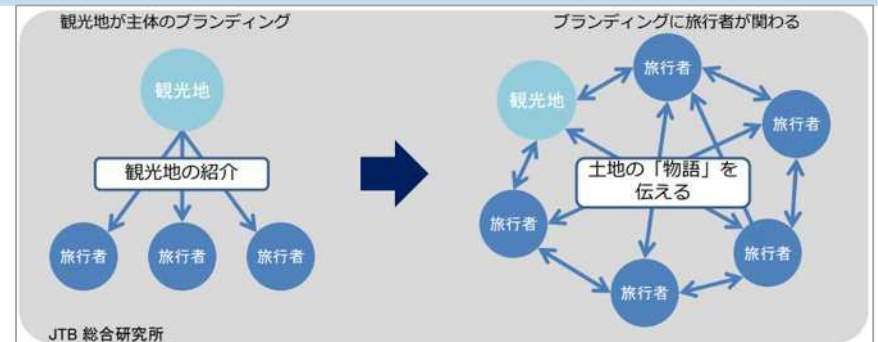 観光地が主体のブランディング
観光地
観光地の紹介
旅行者
旅行者
旅行者
ブランディングに旅行者が関わる
旅行者
観光地
旅行者
土地の「物語」を
伝える
旅行者
旅行者
旅行者
JTB 総合研究所